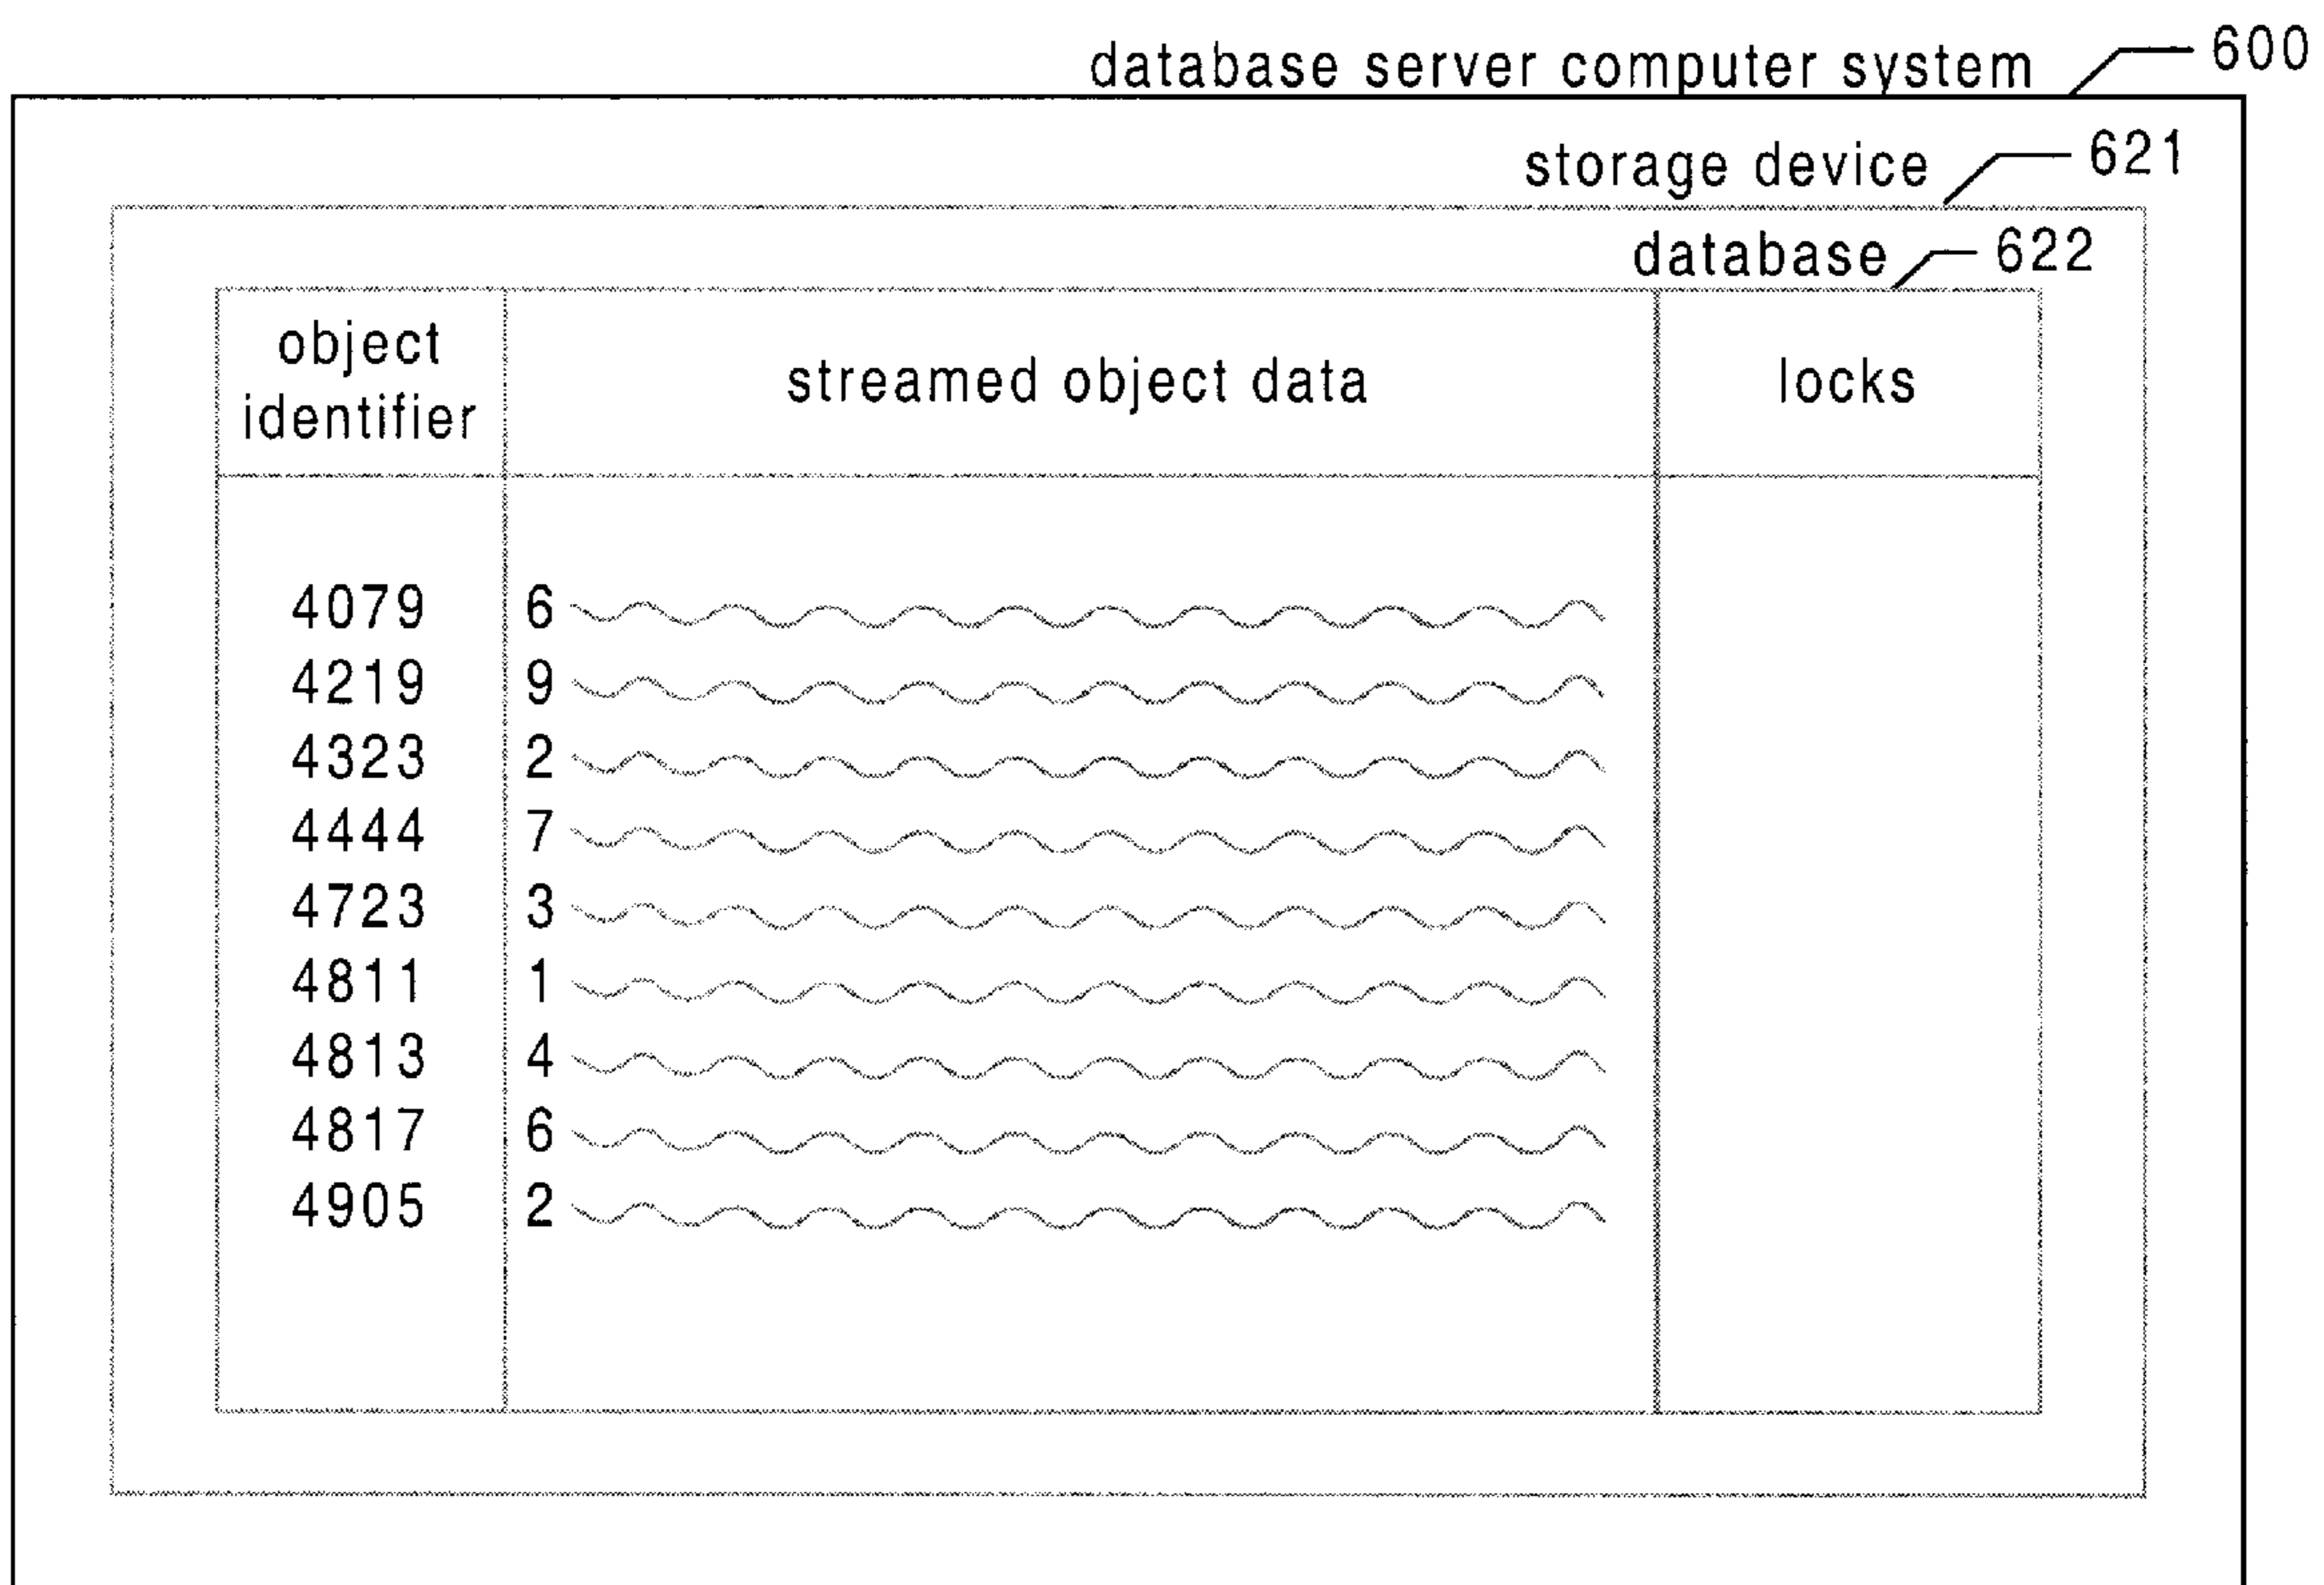 database server computer system 600
storage device 621
database 622
object identifier streamed object data locks
4079 6
4219 9
4323 2
4444 7
4723 3
4811 1
4813 4
4817 6
4905 2